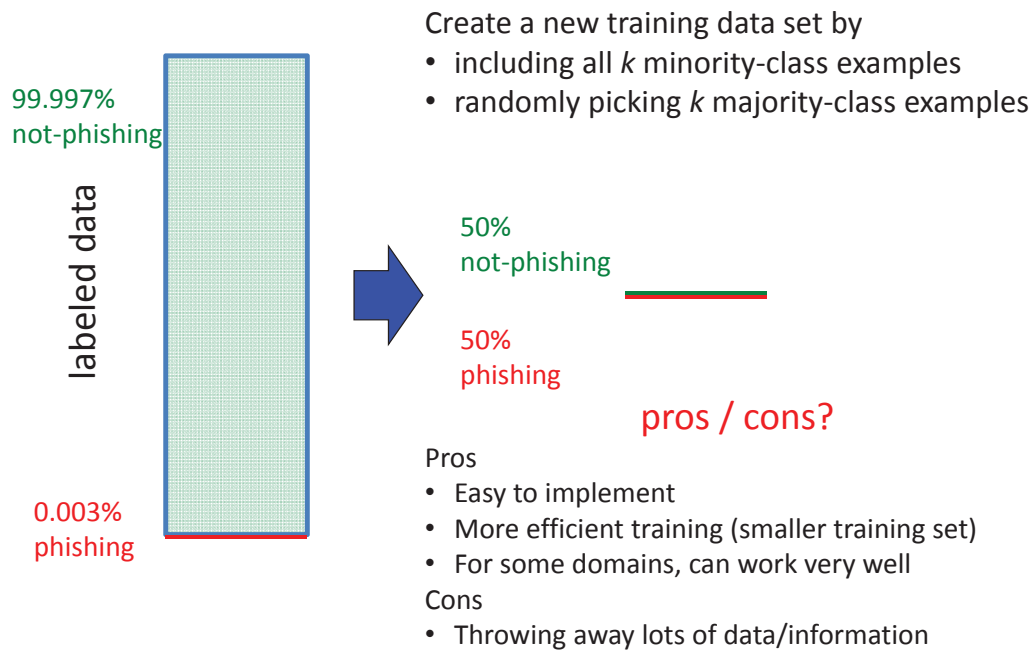 Create a new training data set by
• including all k minority-class examples
• randomly picking k majority-class examples
99.997%
not-phishing
labeled data
0.003%
phishing
50%
not-phishing
50%
phishing
pros / cons?
Pros
• Easy to implement
• More efficient training (smaller training set)
• For some domains, can work very well
Cons
• Throwing away lots of data/information